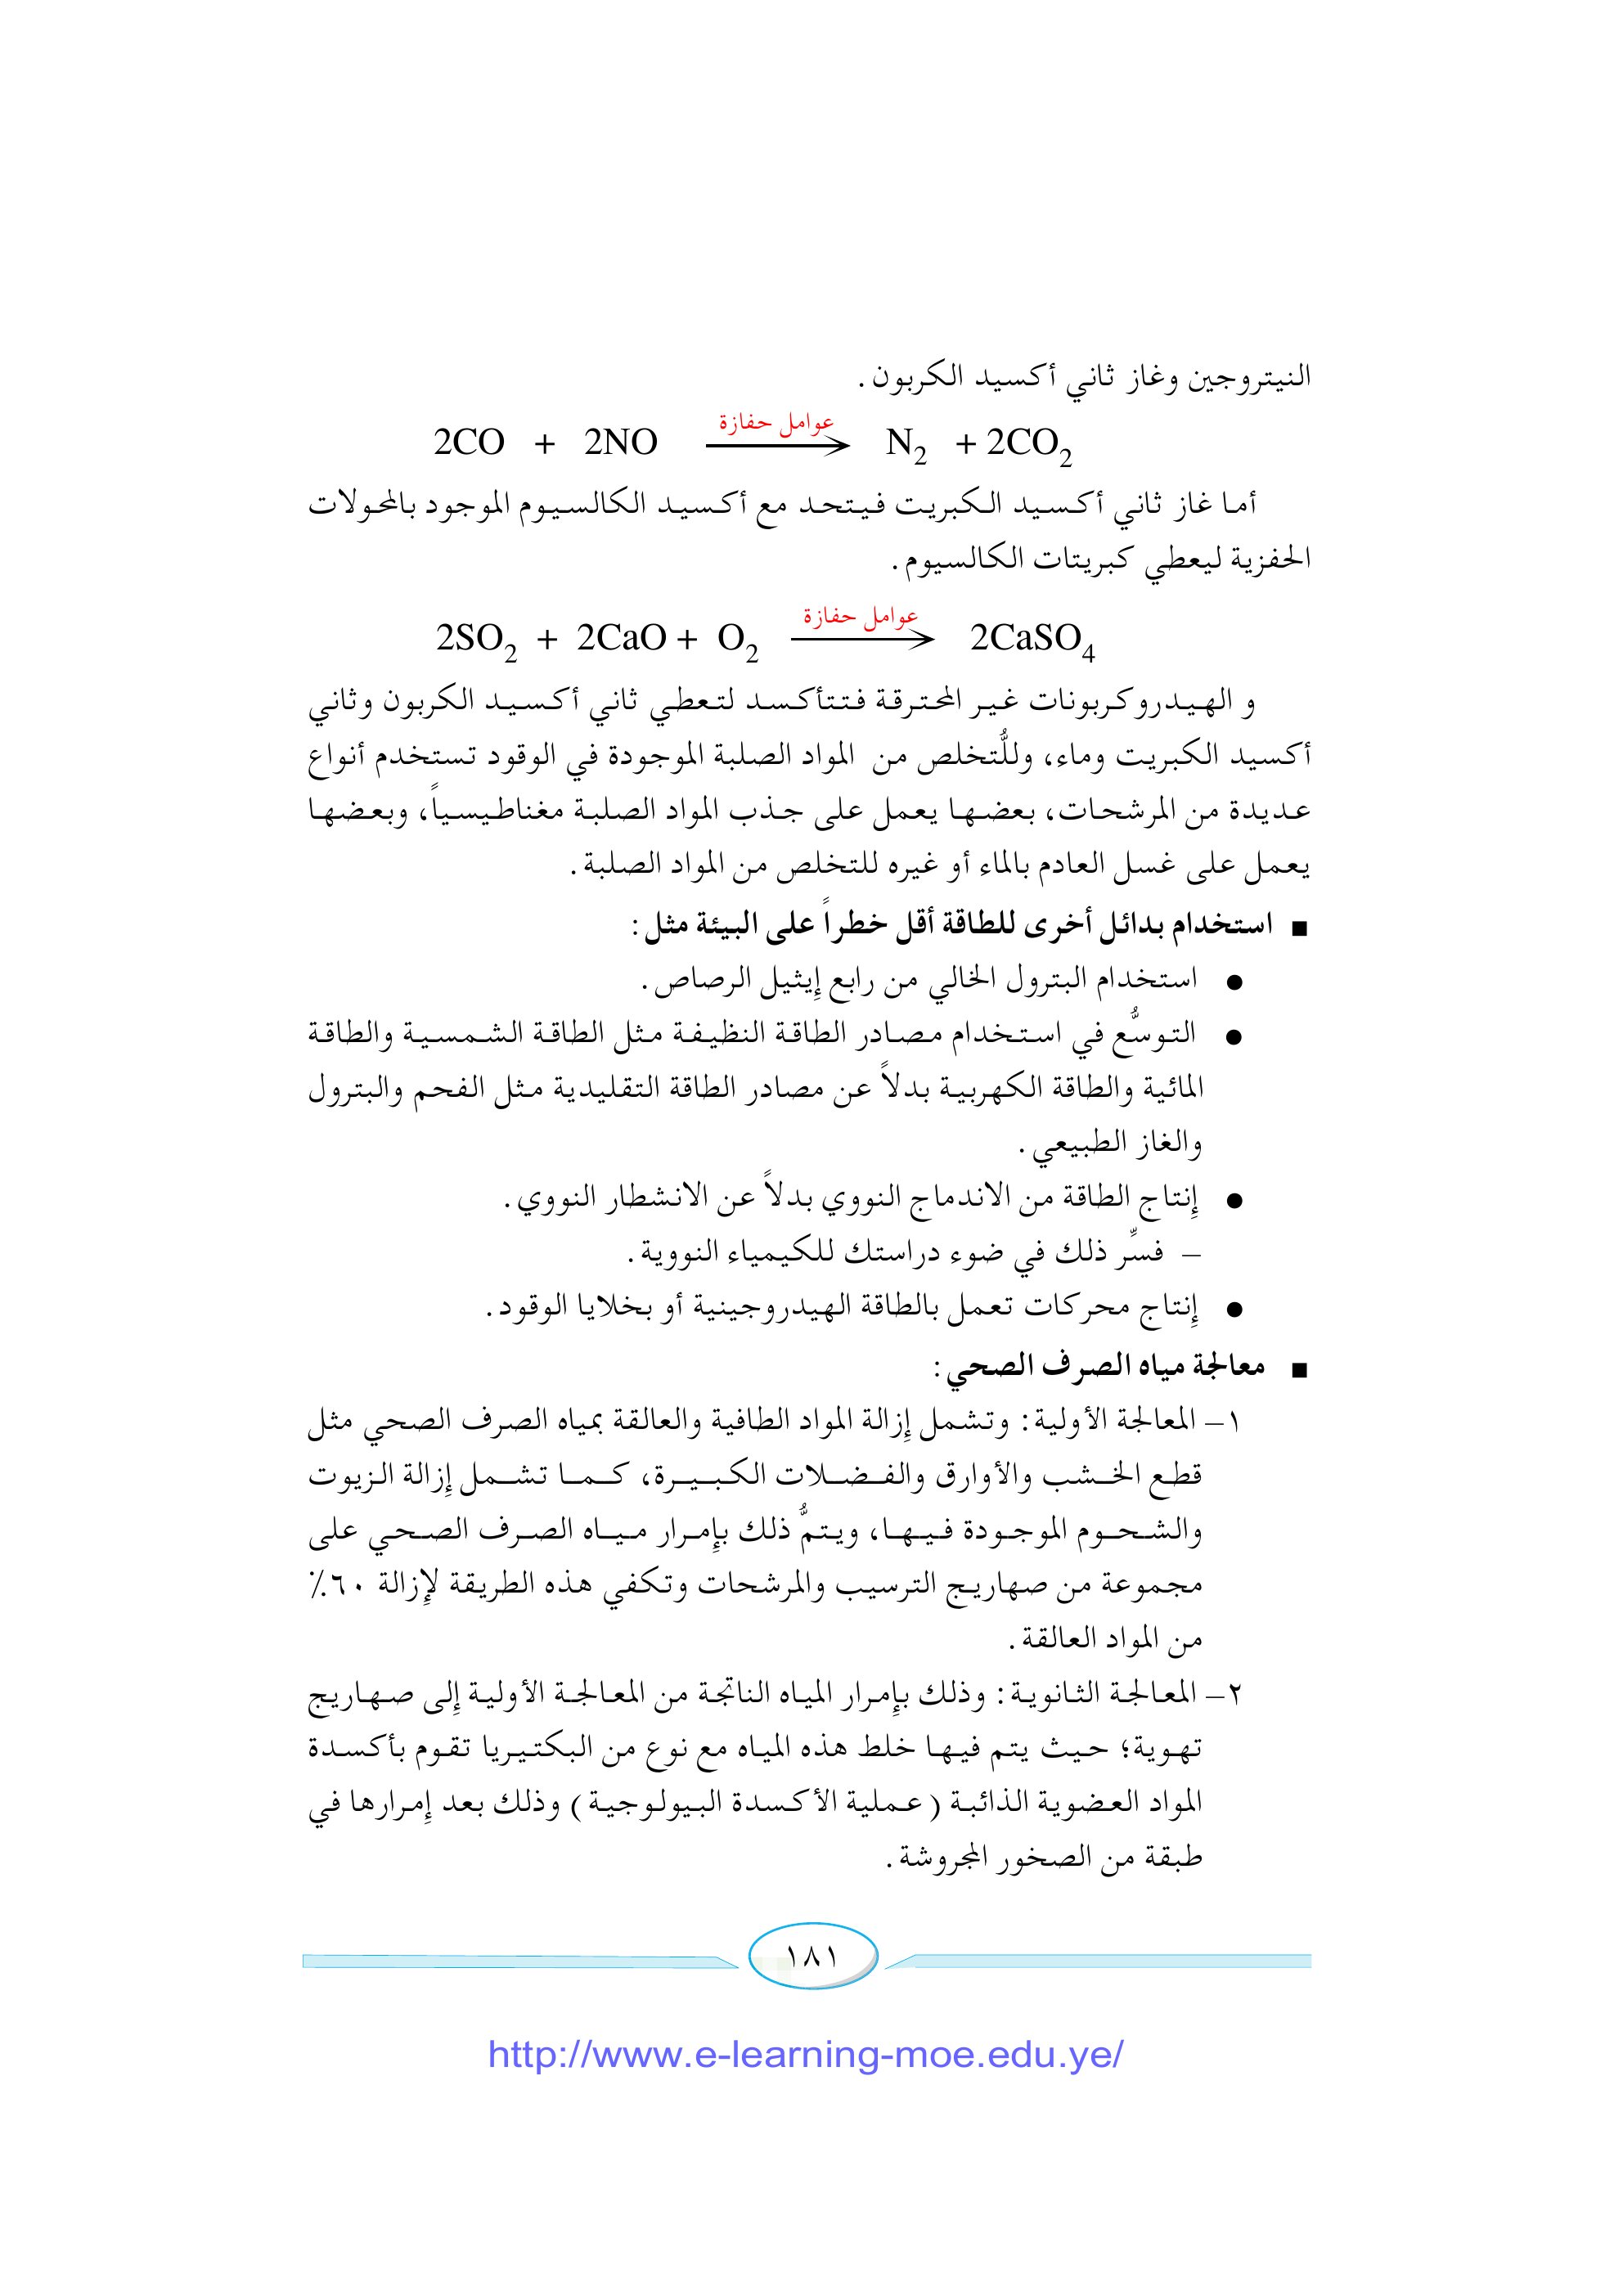 النيتروجين وغاز ثاني أكسيد الكربون .
عوامل حفازة
2CO + 2NO ⟶ N₂ + 2CO₂
أما غاز ثاني أكسيد الكبريت فيتحد مع أكسيد الكالسيوم الموجود بالمحولات
الحفزية ليعطي كبريتات الكالسيوم .
عوامل حفازة
2SO₂ + 2CaO + O₂ ⟶ 2CaSO₄
و الهيدروكربونات غير المحترقة فتتأكسد لتعطي ثاني أكسيد الكربون وثاني
أكسيد الكبريت وماء، وللُّتخلص من المواد الصلبة الموجودة في الوقود تستخدم أنواع
عديدة من المرشحات، بعضها يعمل على جذب المواد الصلبة مغناطيسياً، وبعضها
يعمل على غسل العادم بالماء أو غيره للتخلص من المواد الصلبة .
■ استخدام بدائل أخرى للطاقة أقل خطراً على البيئة مثل :
● استخدام البترول الخالي من رابع إيثيل الرصاص .
● التوسُّع في استخدام مصادر الطاقة النظيفة مثل الطاقة الشمسية والطاقة
المائية والطاقة الكهربية بدلاً عن مصادر الطاقة التقليدية مثل الفحم والبترول
والغاز الطبيعي .
● إنتاج الطاقة من الاندماج النووي بدلاً عن الانشطار النووي .
– فسِّر ذلك في ضوء دراستك للكيمياء النووية .
● إنتاج محركات تعمل بالطاقة الهيدروجينية أو بخلايا الوقود .
■ معالجة مياه الصرف الصحي :
١– المعالجة الأولية : وتشمل إزالة المواد الطافية والعالقة بمياه الصرف الصحي مثل
قطع الخشب والأوارق والفضلات الكبيرة، كما تشمل إزالة الزيوت
والشحوم الموجودة فيها، ويتمُّ ذلك بإمرار مياه الصرف الصحي على
مجموعة من صهاريج الترسيب والمرشحات وتكفي هذه الطريقة لإزالة ٦٠٪
من المواد العالقة .
٢– المعالجة الثانوية : وذلك بإمرار المياه الناتجة من المعالجة الأولية إلى صهاريج
تهوية؛ حيث يتم فيها خلط هذه المياه مع نوع من البكتيريا تقوم بأكسدة
المواد العضوية الذائبة ( عملية الأكسدة البيولوجية ) وذلك بعد إمرارها في
طبقة من الصخور المجروشة .
١٨١
http://www.e-learning-moe.edu.ye/